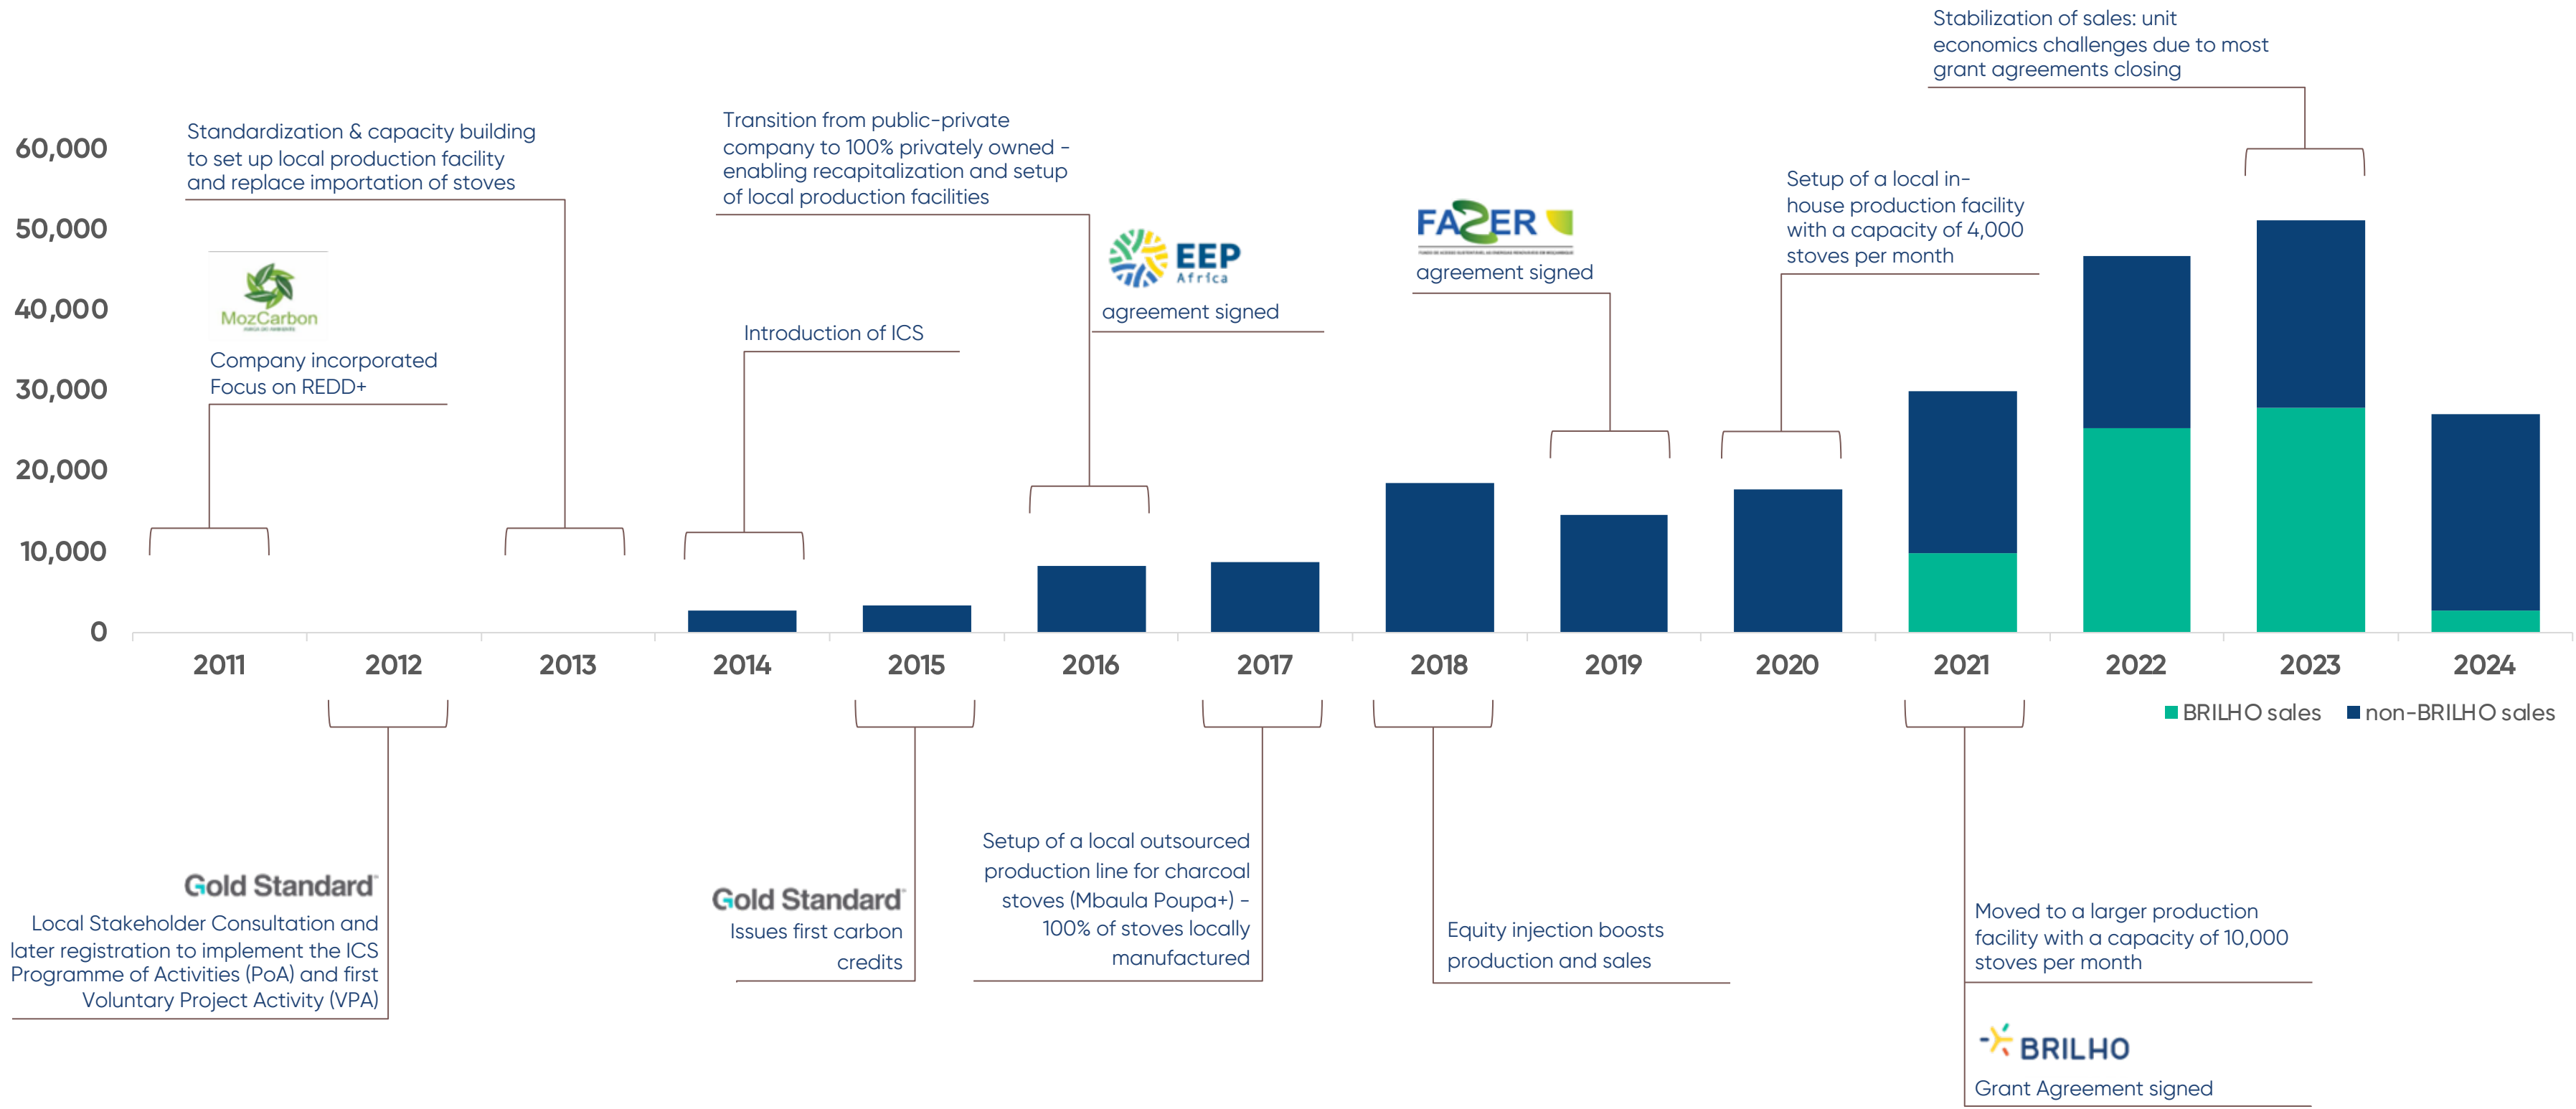 Stabilization of sales: unit
economics challenges due to most
grant agreements closing
Transition from public-private
company to 100% privately owned -
enabling recapitalization and setup
of local production facilities
Standardization & capacity building
to set up local production facility
and replace importation of stoves
60,000
50,000
40,000
30,000
20,000
10,000
0
MozCarbon
Company incorporated
Focus on REDD+
Introduction of ICS
EEP
Africa
agreement signed
FAZER
agreement signed
Setup of a local in-
house production facility
with a capacity of 4,000
stoves per month
2011
2012
2013
2014
2015
2016
2017
2018
2019
2020
2021
2022
2023
2024
BRILHO sales
non-BRILHO sales
Gold Standard
Local Stakeholder Consultation and
later registration to implement the ICS
Programme of Activities (PoA) and first
Voluntary Project Activity (VPA)
Gold Standard
Issues first carbon
credits
Setup of a local outsourced
production line for charcoal
stoves (Mbaula Poupa+) -
100% of stoves locally
manufactured
Equity injection boosts
production and sales
Moved to a larger production
facility with a capacity of 10,000
stoves per month
BRILHO
Grant Agreement signed